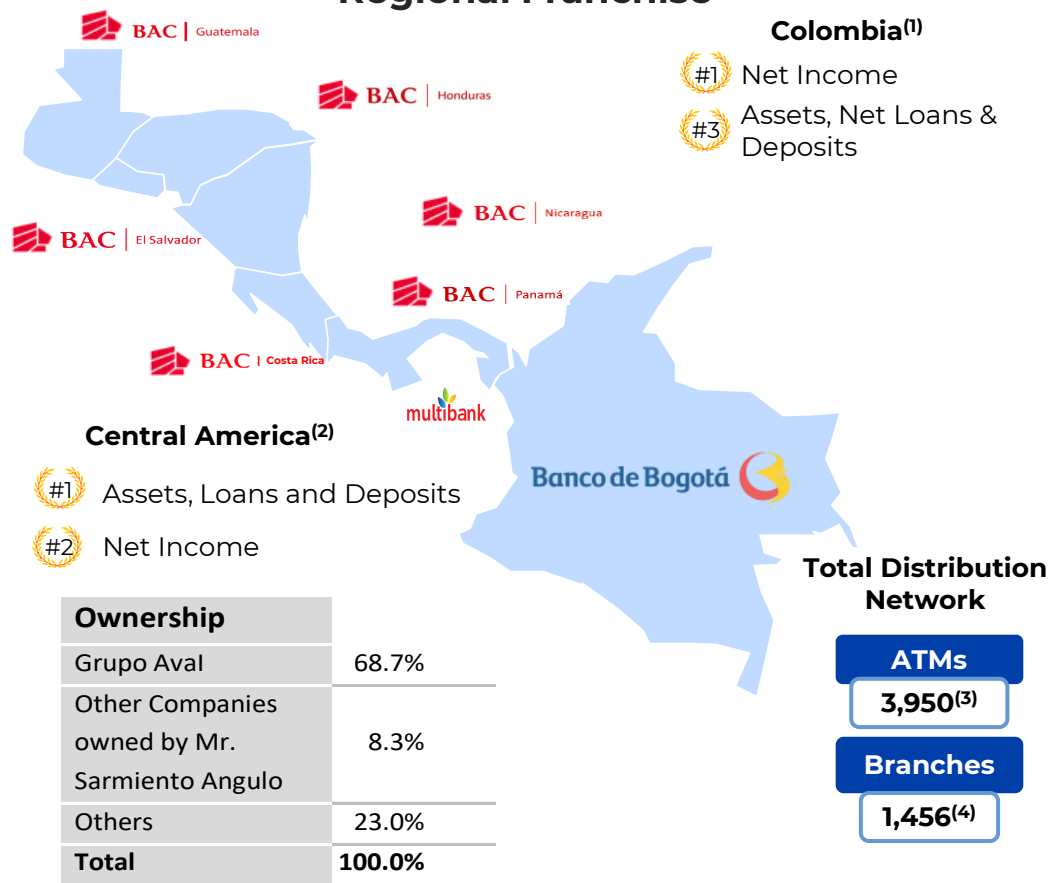 Regional Franchise
BAC | Guatemala
Colombia(1)
#1 Net Income
#3 Assets, Net Loans &
Deposits
BAC | Honduras
BAC | Nicaragua
BAC | El Salvador
BAC | Panamá
BAC | Costa Rica
multibank
Central America(2)
#1 Assets, Loans and Deposits
#2 Net Income
Banco de Bogotá
Ownership
Grupo Aval 68.7%
Other Companies
owned by Mr. 8.3%
Sarmiento Angulo
Others 23.0%
Total 100.0%
Total Distribution
Network
ATMs
3,950(3)
Branches
1,456(4)